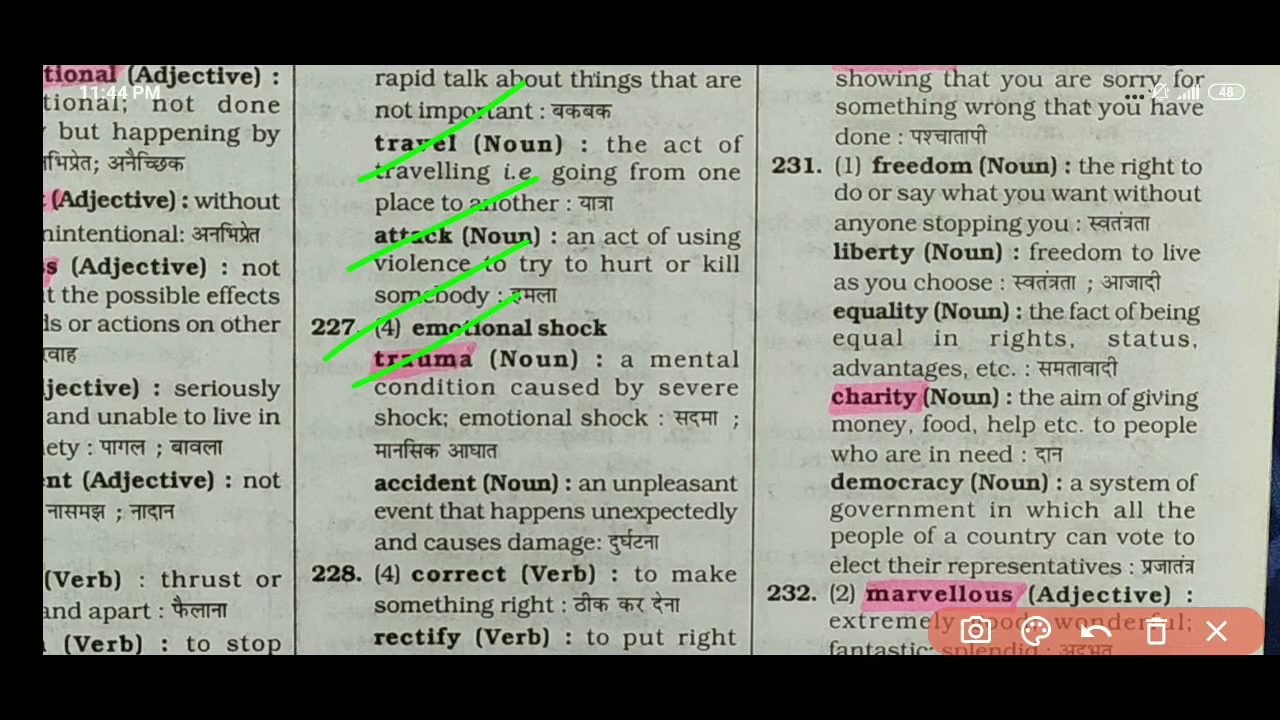 11:44 PM
48
tional (Adjective) :
tional; not done
but happening by
अनैच्छिक
(Adjective) : without
nintentional: अनभिप्रेत
s (Adjective) : not
t the possible effects
ds or actions on other
वाह
jective) : seriously
and unable to live in
iety : पागल ; बावला
nt (Adjective) : not
नासमझ ; नादान
(Verb) : thrust or
and apart : फैलाना
(Verb) : to stop
rapid talk about things that are
not important : बकबक
travel (Noun) : the act of
travelling i.e going from one
place to another : यात्रा
attack (Noun) : an act of using
violence to try to hurt or kill
somebody : हमला
227. (4) emotional shock
trauma (Noun) : a mental
condition caused by severe
shock; emotional shock : सदमा ;
मानसिक आघात
accident (Noun) : an unpleasant
event that happens unexpectedly
and causes damage: दुर्घटना
228. (4) correct (Verb) : to make
something right : ठीक कर देना
rectify (Verb) : to put right
showing that you are sorry for
something wrong that you have
done : पश्चातापी
231. (1) freedom (Noun) : the right to
do or say what you want without
anyone stopping you : स्वतंत्रता
liberty (Noun) : freedom to live
as you choose : स्वतंत्रता ; आजादी
equality (Noun) : the fact of being
equal in rights, status,
advantages, etc. : समतावादी
charity (Noun) : the aim of giving
money, food, help etc. to people
who are in need : दान
democracy (Noun) : a system of
government in which all the
people of a country can vote to
elect their representatives : प्रजातंत्र
232. (2) marvellous (Adjective) :
extremely good; wonderful;
fantastic; splendid : अदभुत